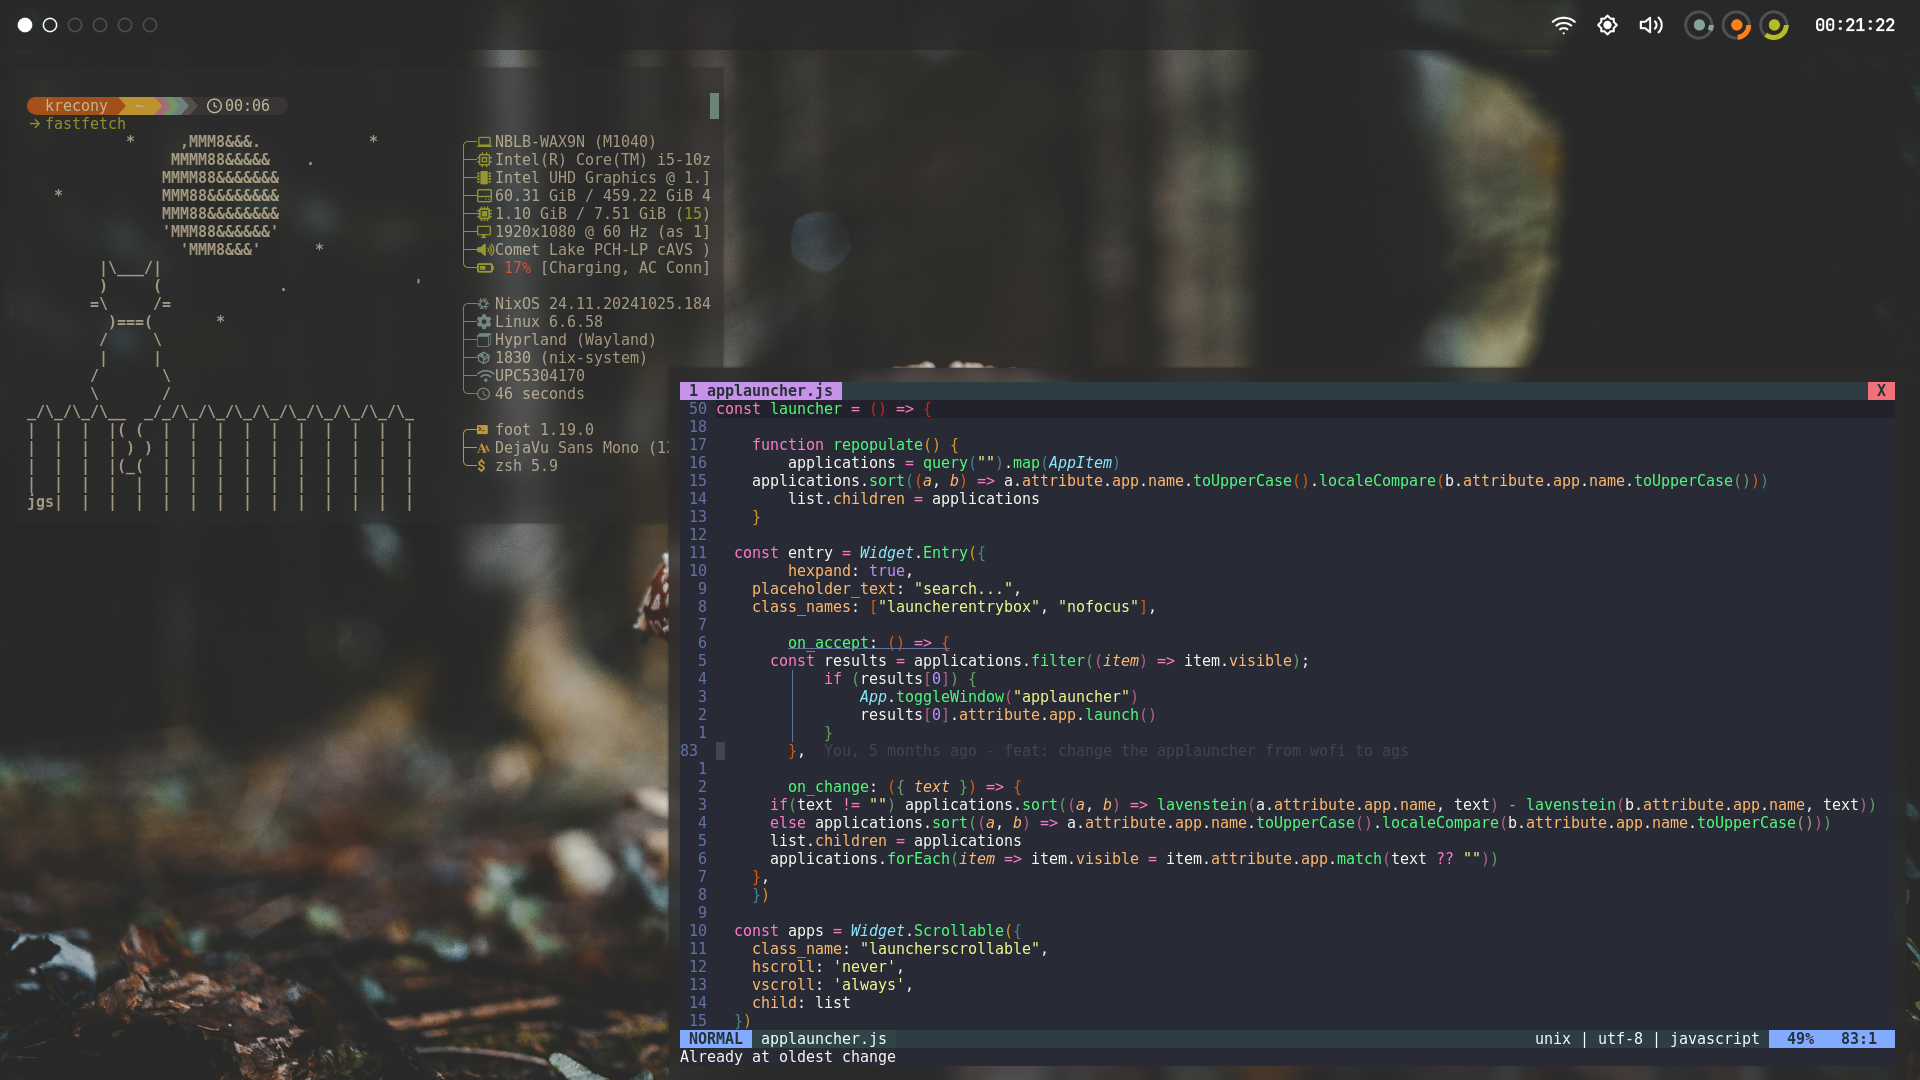 00:21:22
krecony ~ 00:06
→ fastfetch
* ,MMM8&&&. *
MMMM88&&&&& .
MMMM88&&&&&&&
* MMM88&&&&&&&&
MMM88&&&&&&&&
'MMM88&&&&&&'
'MMM8&&&' *
|\___/|
) ( . '
=\ /=
)===( *
/ \
| |
/ \
\ /
_/\_/\_/\__ _/_/\_/\_/\_/\_/\_/\_/\_/\_/\_
| | | |( ( | | | | | | | | | |
| | | | ) ) | | | | | | | | | |
| | | |(_( | | | | | | | | | |
| | | | | | | | | | | | | | |
jgs| | | | | | | | | | | | | |
NBLB-WAX9N (M1040)
Intel(R) Core(TM) i5-10z
Intel UHD Graphics @ 1.]
60.31 GiB / 459.22 GiB 4
1.10 GiB / 7.51 GiB (15)
1920x1080 @ 60 Hz (as 1]
Comet Lake PCH-LP cAVS )
17% [Charging, AC Conn]
NixOS 24.11.20241025.184
Linux 6.6.58
Hyprland (Wayland)
1830 (nix-system)
UPC5304170
46 seconds
foot 1.19.0
DejaVu Sans Mono (12
zsh 5.9
1 applauncher.js X
50 const launcher = () => {
18
17 function repopulate() {
16 applications = query("").map(AppItem)
15 applications.sort((a, b) => a.attribute.app.name.toUpperCase().localeCompare(b.attribute.app.name.toUpperCase()))
14 list.children = applications
13 }
12
11 const entry = Widget.Entry({
10 hexpand: true,
9 placeholder_text: "search...",
8 class_names: ["launcherentrybox", "nofocus"],
7
6 on_accept: () => {
5 const results = applications.filter((item) => item.visible);
4 if (results[0]) {
3 App.toggleWindow("applauncher")
2 results[0].attribute.app.launch()
1 }
83 }, You, 5 months ago - feat: change the applauncher from wofi to ags
1
2 on_change: ({ text }) => {
3 if(text != "") applications.sort((a, b) => lavenstein(a.attribute.app.name, text) - lavenstein(b.attribute.app.name, text))
4 else applications.sort((a, b) => a.attribute.app.name.toUpperCase().localeCompare(b.attribute.app.name.toUpperCase()))
5 list.children = applications
6 applications.forEach(item => item.visible = item.attribute.app.match(text ?? ""))
7 },
8 })
9
10 const apps = Widget.Scrollable({
11 class_name: "launcherscrollable",
12 hscroll: 'never',
13 vscroll: 'always',
14 child: list
15 })
NORMAL applauncher.js unix | utf-8 | javascript 49% 83:1
Already at oldest change